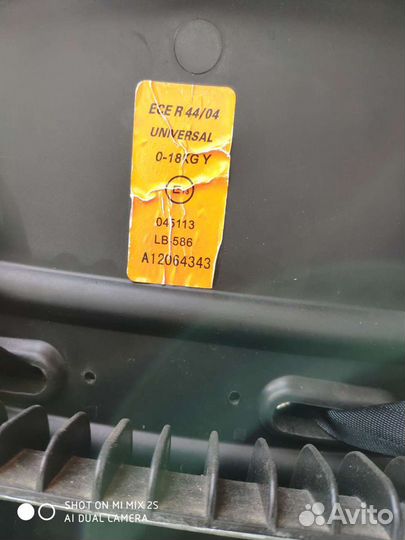 ECE R 44/04
UNIVERSAL
0-18KG Y
045113
LB-586
A12064343
SHOT ON MI MIX 2S
AI DUAL CAMERA
Avito